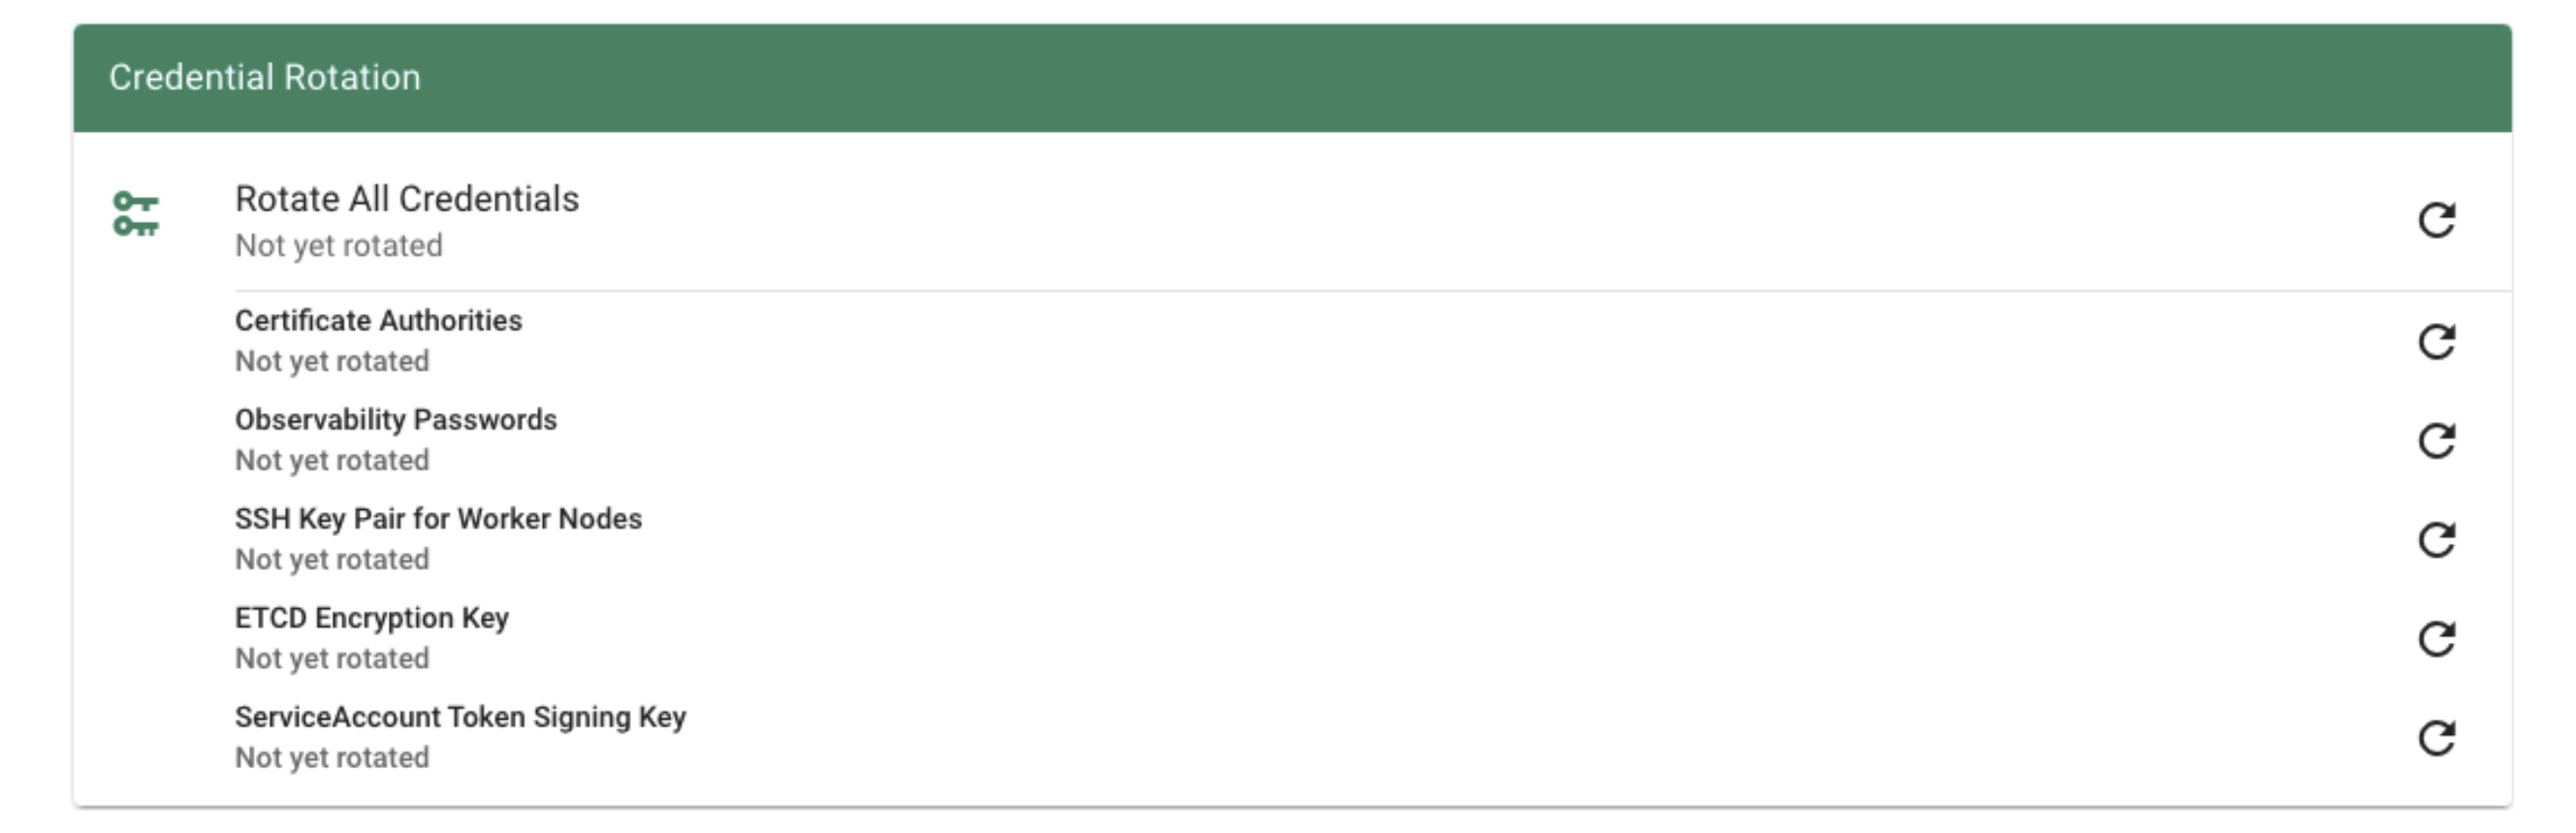 Credential Rotation
Rotate All Credentials
Not yet rotated
Certificate Authorities
Not yet rotated
Observability Passwords
Not yet rotated
SSH Key Pair for Worker Nodes
Not yet rotated
ETCD Encryption Key
Not yet rotated
ServiceAccount Token Signing Key
Not yet rotated